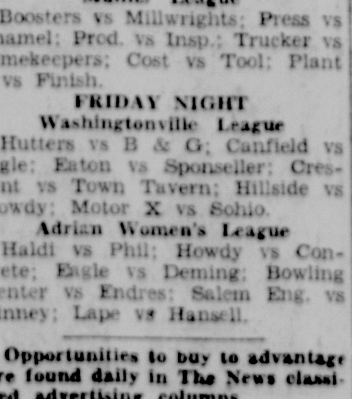 League
Boosters vs Millwrights; Press vs
namel; Prod. vs Insp.; Trucker vs
mekeepers; Cost vs Tool; Plant
vs Finish.
FRIDAY NIGHT
Washingtonville League
Hutters vs B & G; Canfield vs
gle; Eaton vs Sponseller; Cres-
nt vs Town Tavern; Hillside vs
owdy; Motor X vs Sohio.
Adrian Women's League
Haldi vs Phil; Howdy vs Con-
ete; Eagle vs Deming; Bowling
enter vs Endres; Salem Eng. vs
inney; Lape vs Hansell.
Opportunities to buy to advantage
re found daily in The News classi-
ed advertising columns.